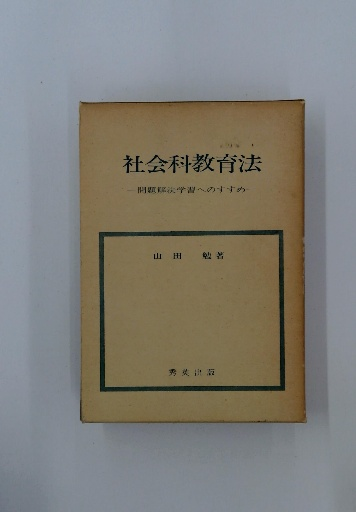 社会科教育法
―問題解決学習へのすすめ―
山田 勉著
秀英出版